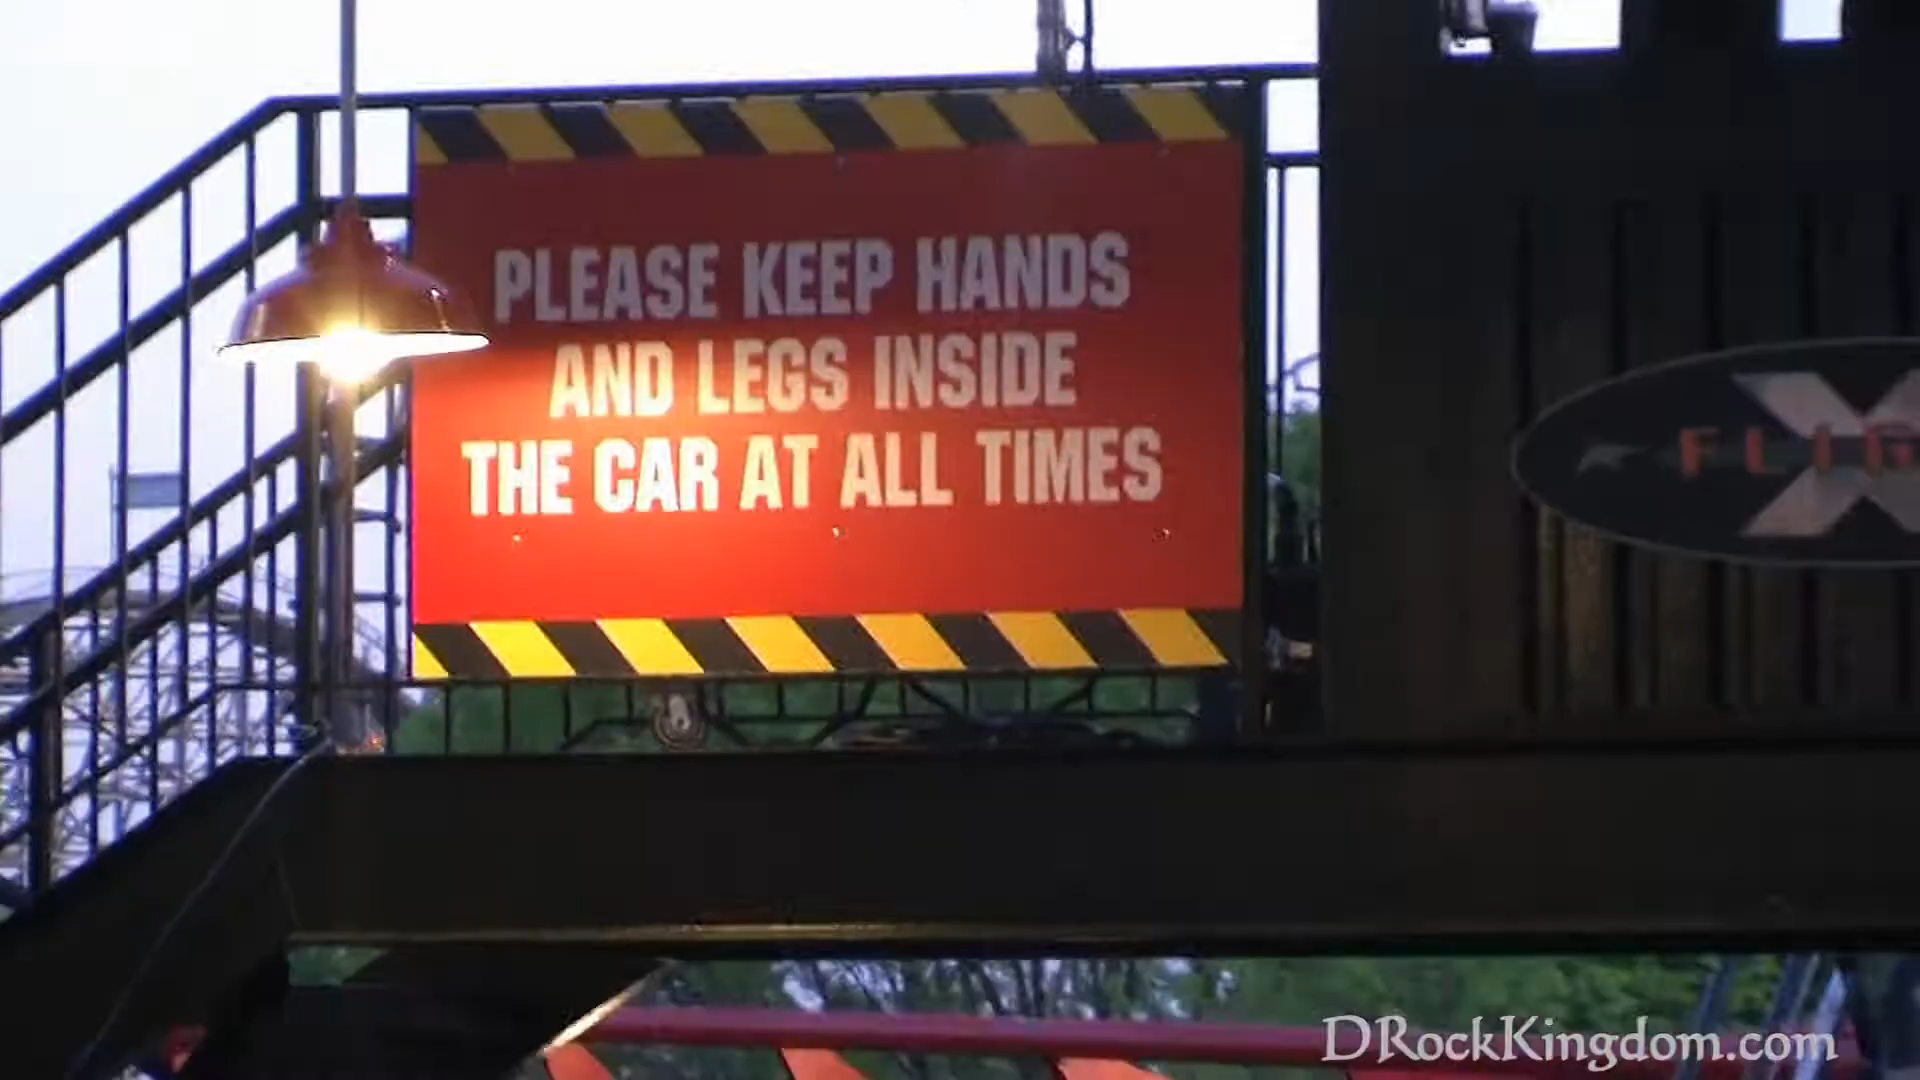 PLEASE KEEP HANDS
AND LEGS INSIDE
THE CAR AT ALL TIMES
X
DRockKingdom.com